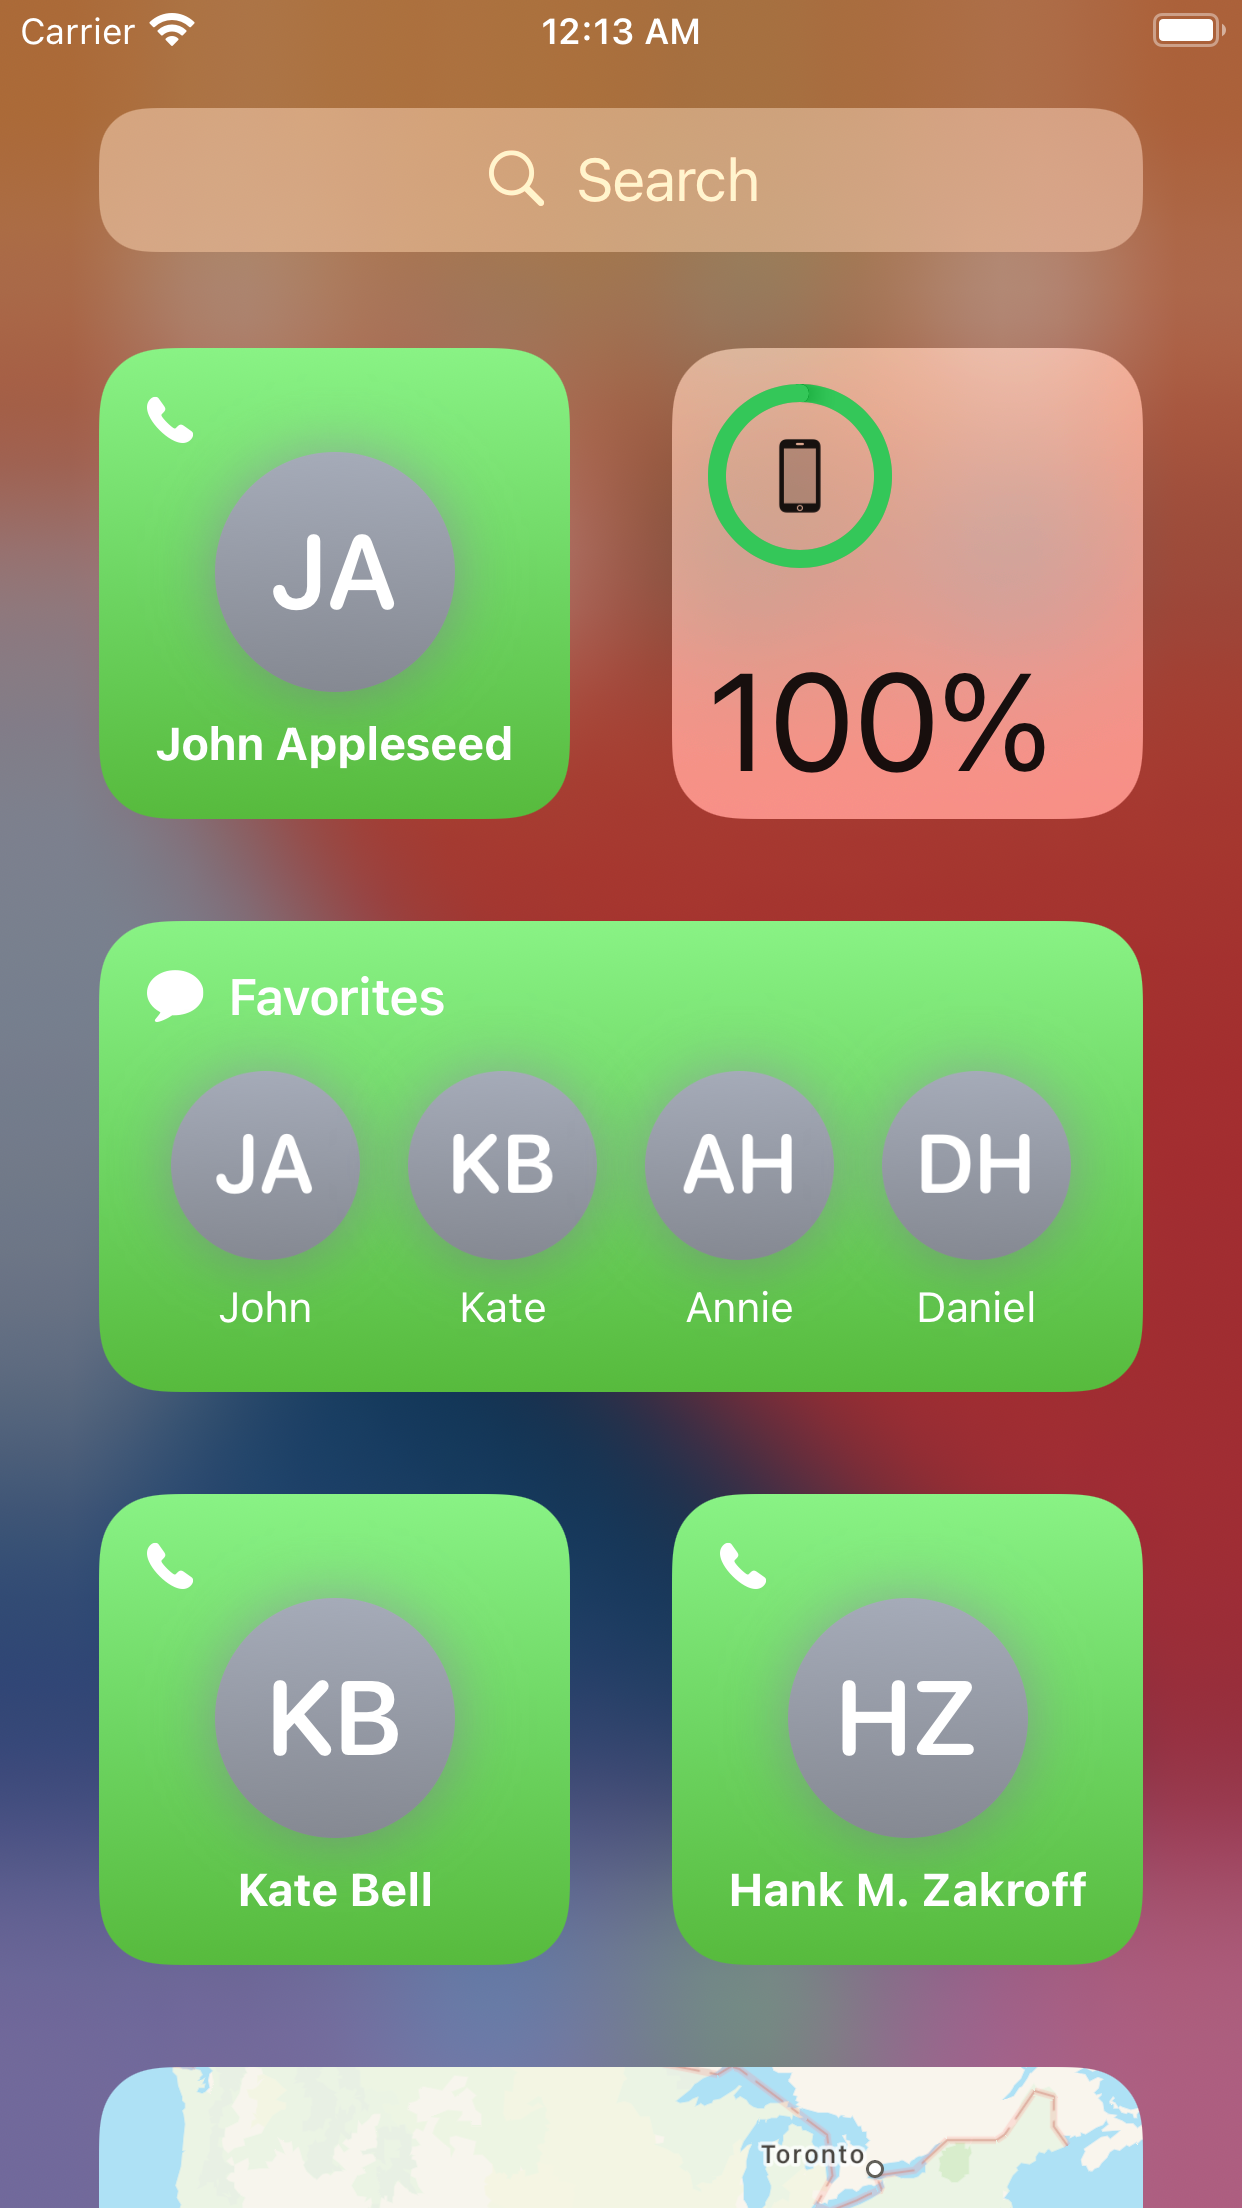 Carrier 12:13 AM
Search
JA
John Appleseed
100%
Favorites
JA KB AH DH
John Kate Annie Daniel
KB
Kate Bell
HZ
Hank M. Zakroff
Toronto